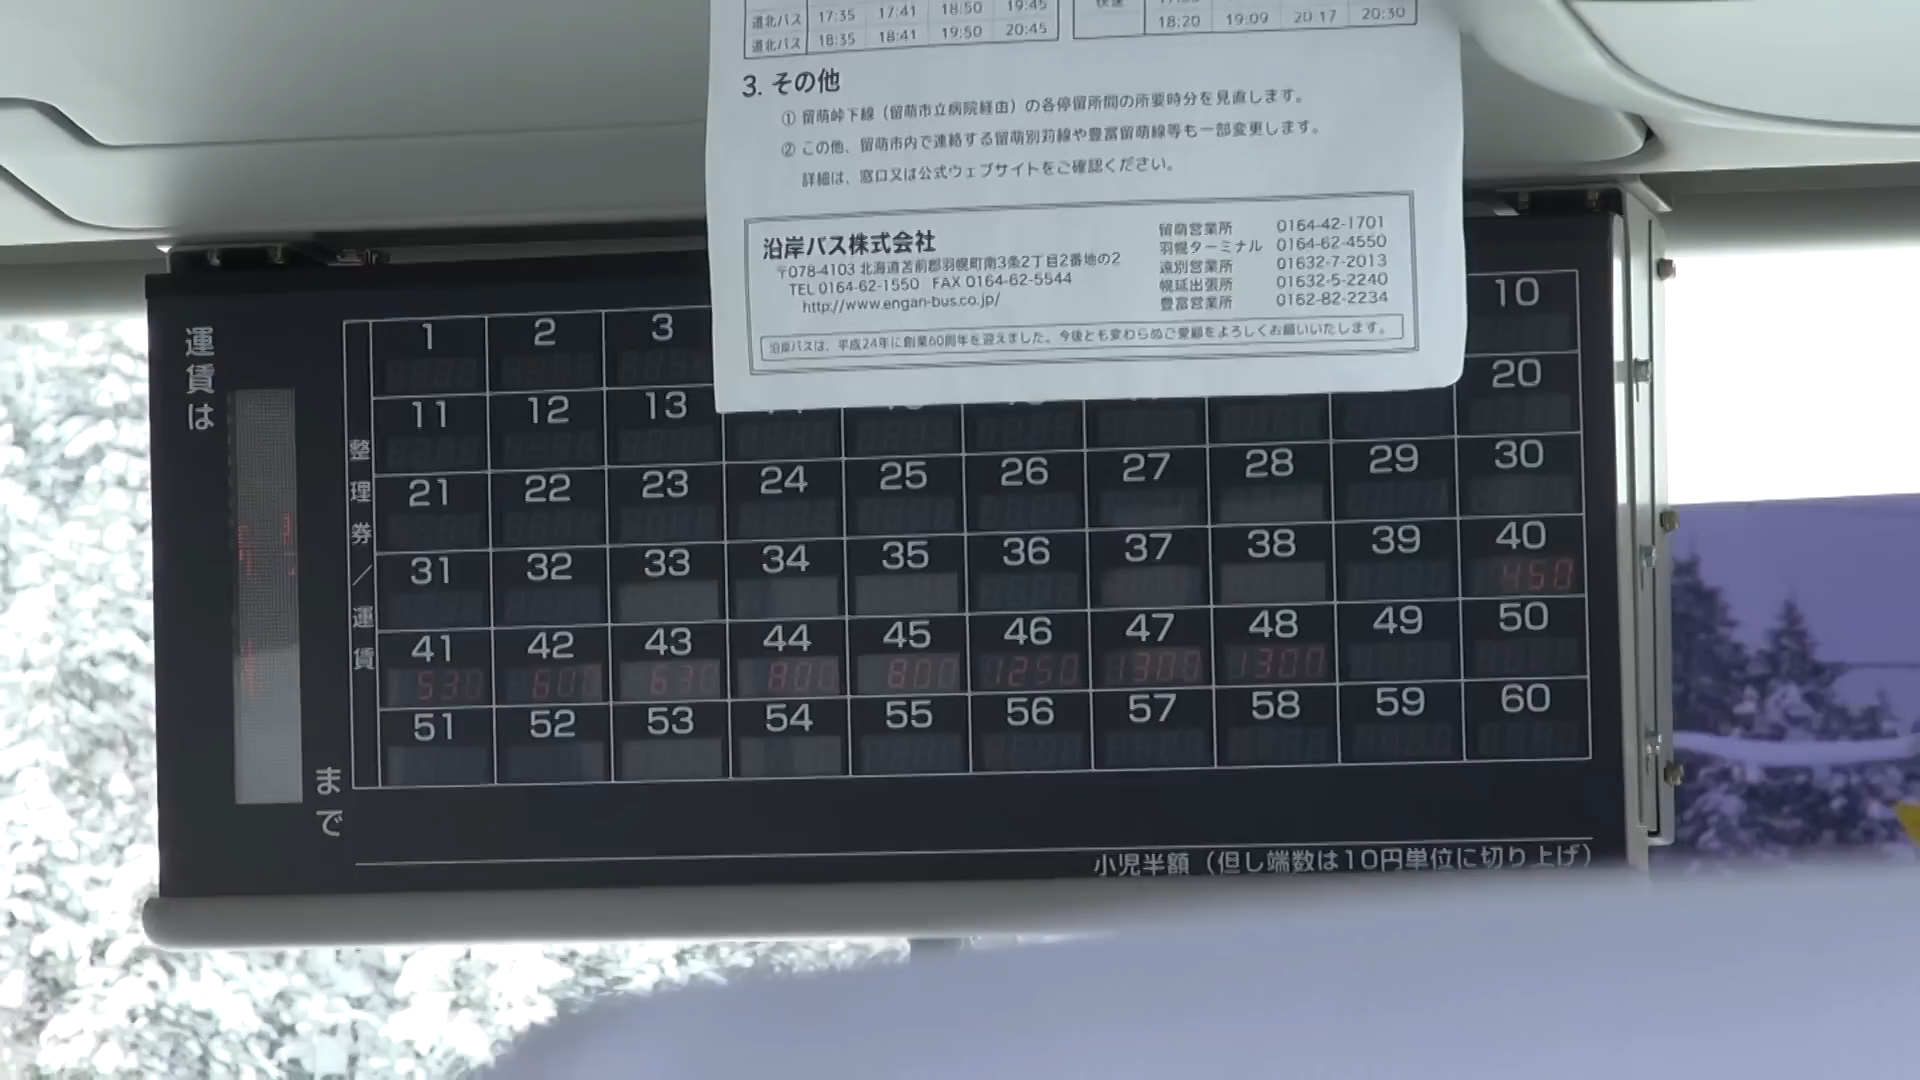 道北バス 17:35 17:41 18:50 19:45
道北バス 18:35 18:41 19:50 20:45
快速
18:20 19:09 20:17 20:30
3. その他
① 留萌峠下線（留萌市立病院経由）の各停留所間の所要時分を見直します。
② この他、留萌市内で連絡する留萌別苅線や豊富留萌線等も一部変更します。
詳細は、窓口又は公式ウェブサイトをご確認ください。
沿岸バス株式会社
〒078-4103 北海道苫前郡羽幌町南3条2丁目2番地の2
TEL 0164-62-1550 FAX 0164-62-5544
http://www.engan-bus.co.jp/
留萌営業所 0164-42-1701
羽幌ターミナル 0164-62-4550
遠別営業所 01632-7-2013
幌延出張所 01632-5-2240
豊富営業所 0162-82-2234
沿岸バスは、平成24年に創業60周年を迎えました。今後とも変わらぬご愛顧をよろしくお願いいたします。
運賃は
まで
整理券／運賃
1 2 3 10
11 12 13 20
21 22 23 24 25 26 27 28 29 30
31 32 33 34 35 36 37 38 39 40
450
41 42 43 44 45 46 47 48 49 50
530 600 630 800 800 1250 1300 1300
51 52 53 54 55 56 57 58 59 60
小児半額（但し端数は10円単位に切り上げ）